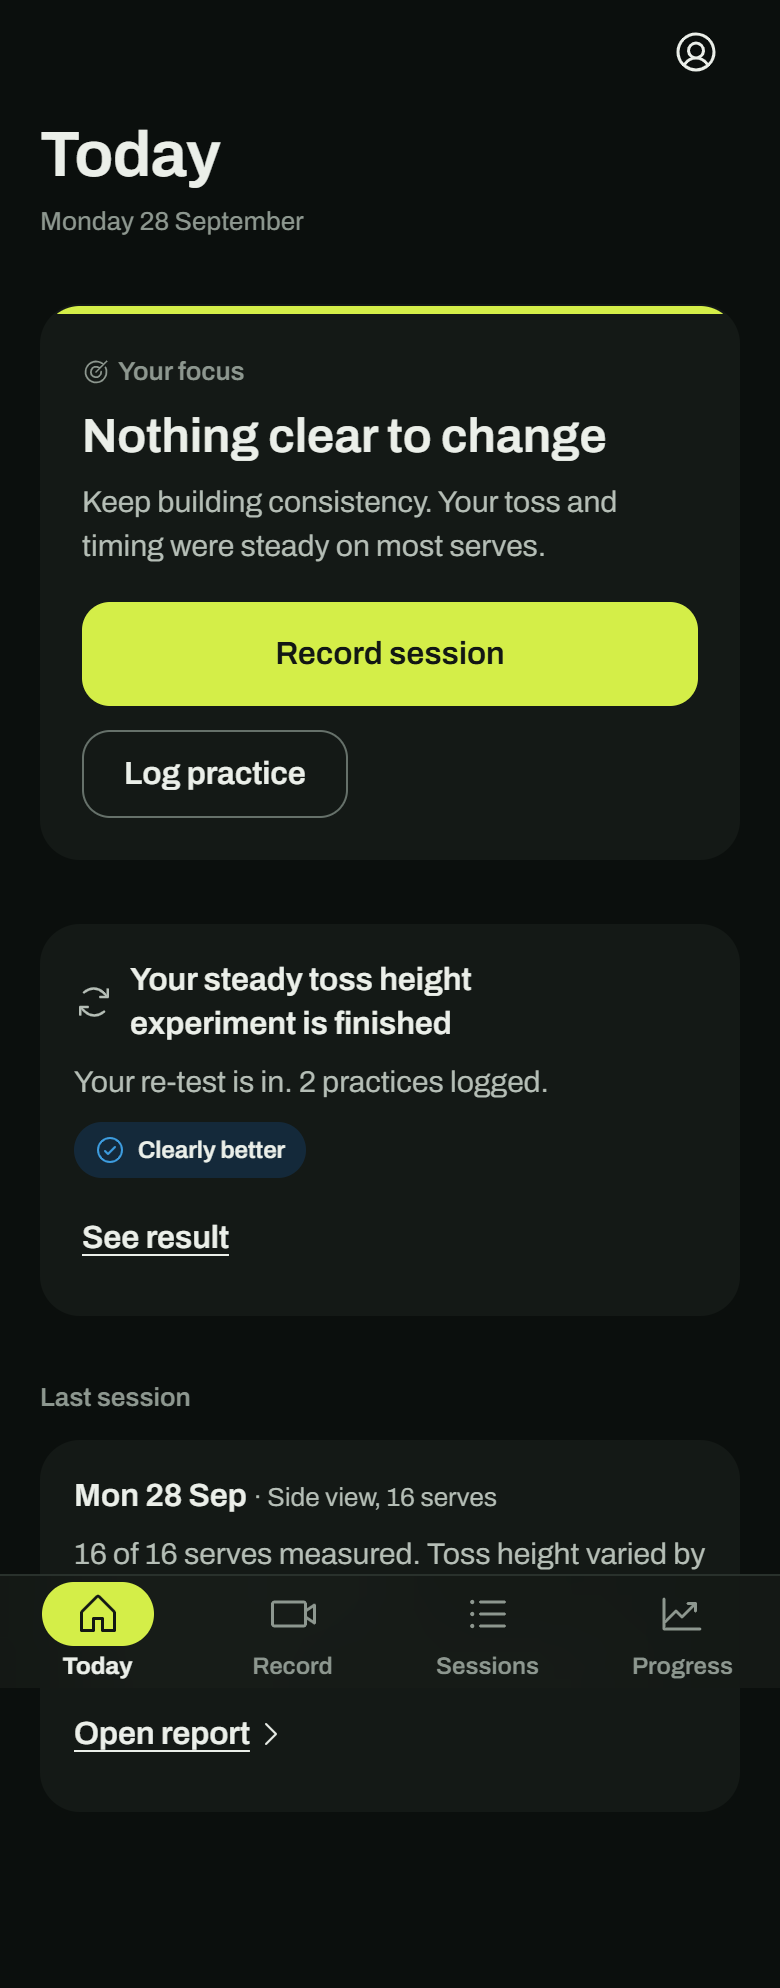 Today
Monday 28 September
Your focus
Nothing clear to change
Keep building consistency. Your toss and
timing were steady on most serves.
Record session
Log practice
Your steady toss height
experiment is finished
Your re-test is in. 2 practices logged.
Clearly better
See result
Last session
Mon 28 Sep · Side view, 16 serves
16 of 16 serves measured. Toss height varied by
Today
Record
Sessions
Progress
Open report